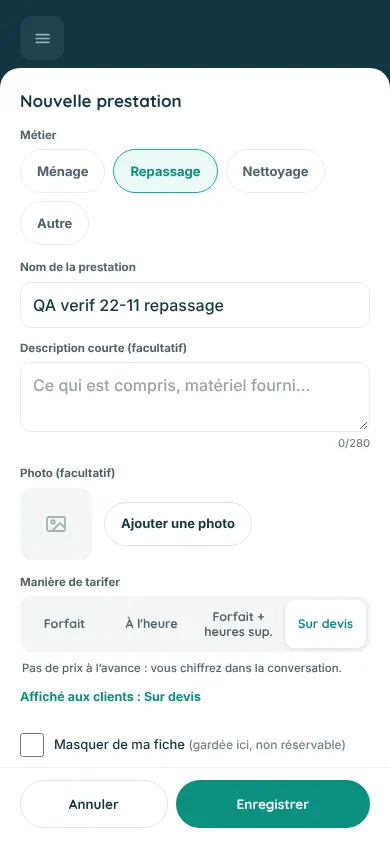 Nouvelle prestation
Métier
Ménage
Repassage
Nettoyage
Autre
Nom de la prestation
QA verif 22-11 repassage
Description courte (facultatif)
Ce qui est compris, matériel fourni...
0/280
Photo (facultatif)
Ajouter une photo
Manière de tarifer
Forfait
À l'heure
Forfait +
heures sup.
Sur devis
Pas de prix à l'avance : vous chiffrez dans la conversation.
Affiché aux clients : Sur devis
Masquer de ma fiche (gardée ici, non réservable)
Annuler
Enregistrer